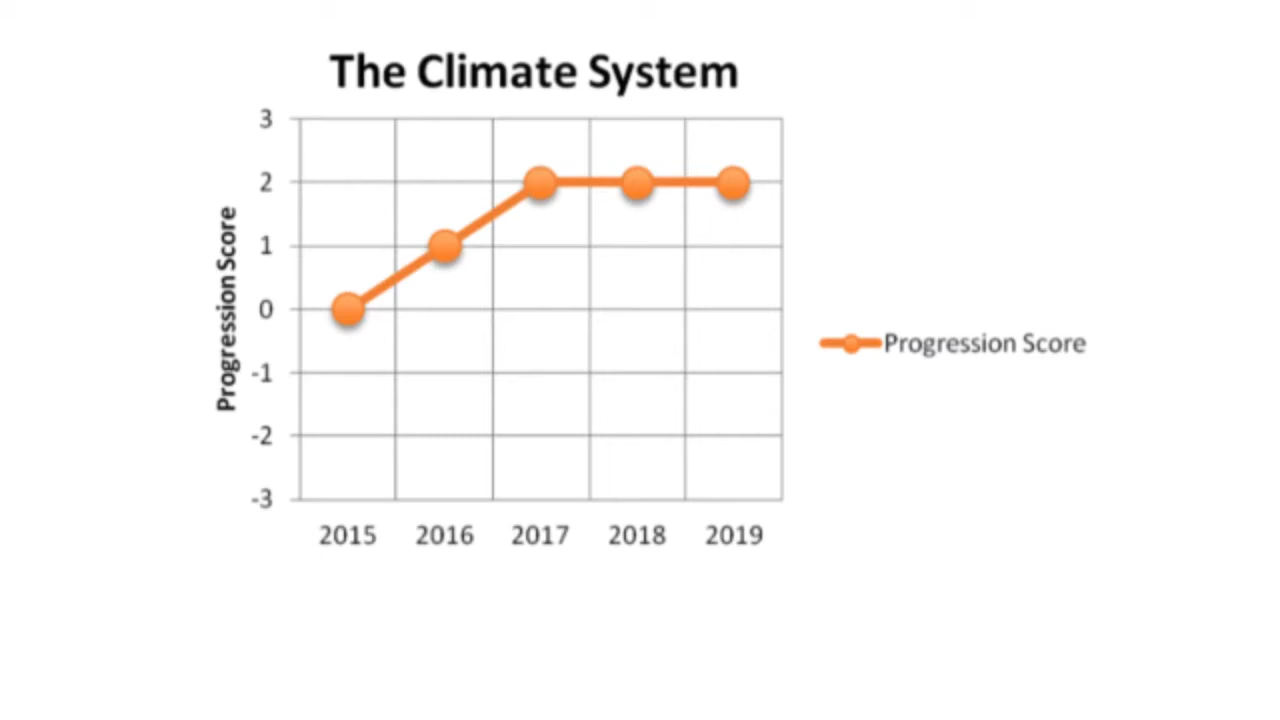 The Climate System
3
2
1
0
-1
-2
-3
Progression Score
2015 2016 2017 2018 2019
Progression Score